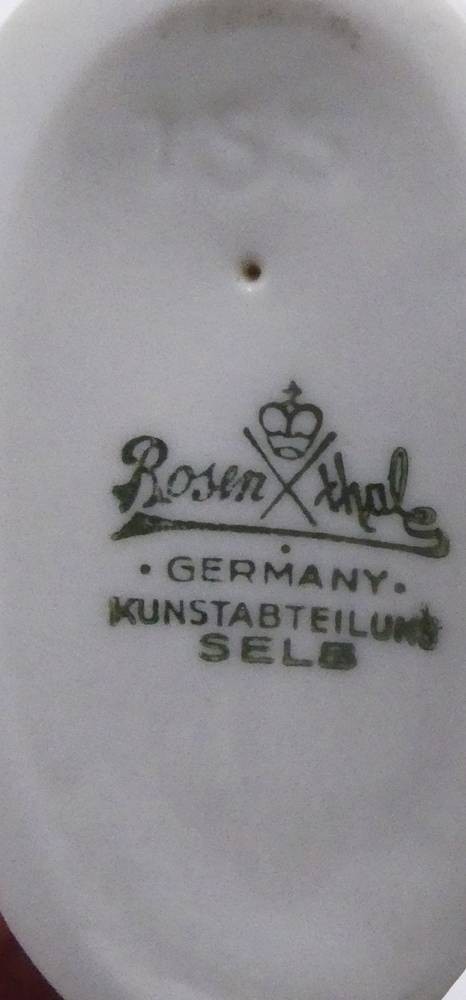 Rosenthal
· GERMANY ·
KUNSTABTEILUNG
SELB